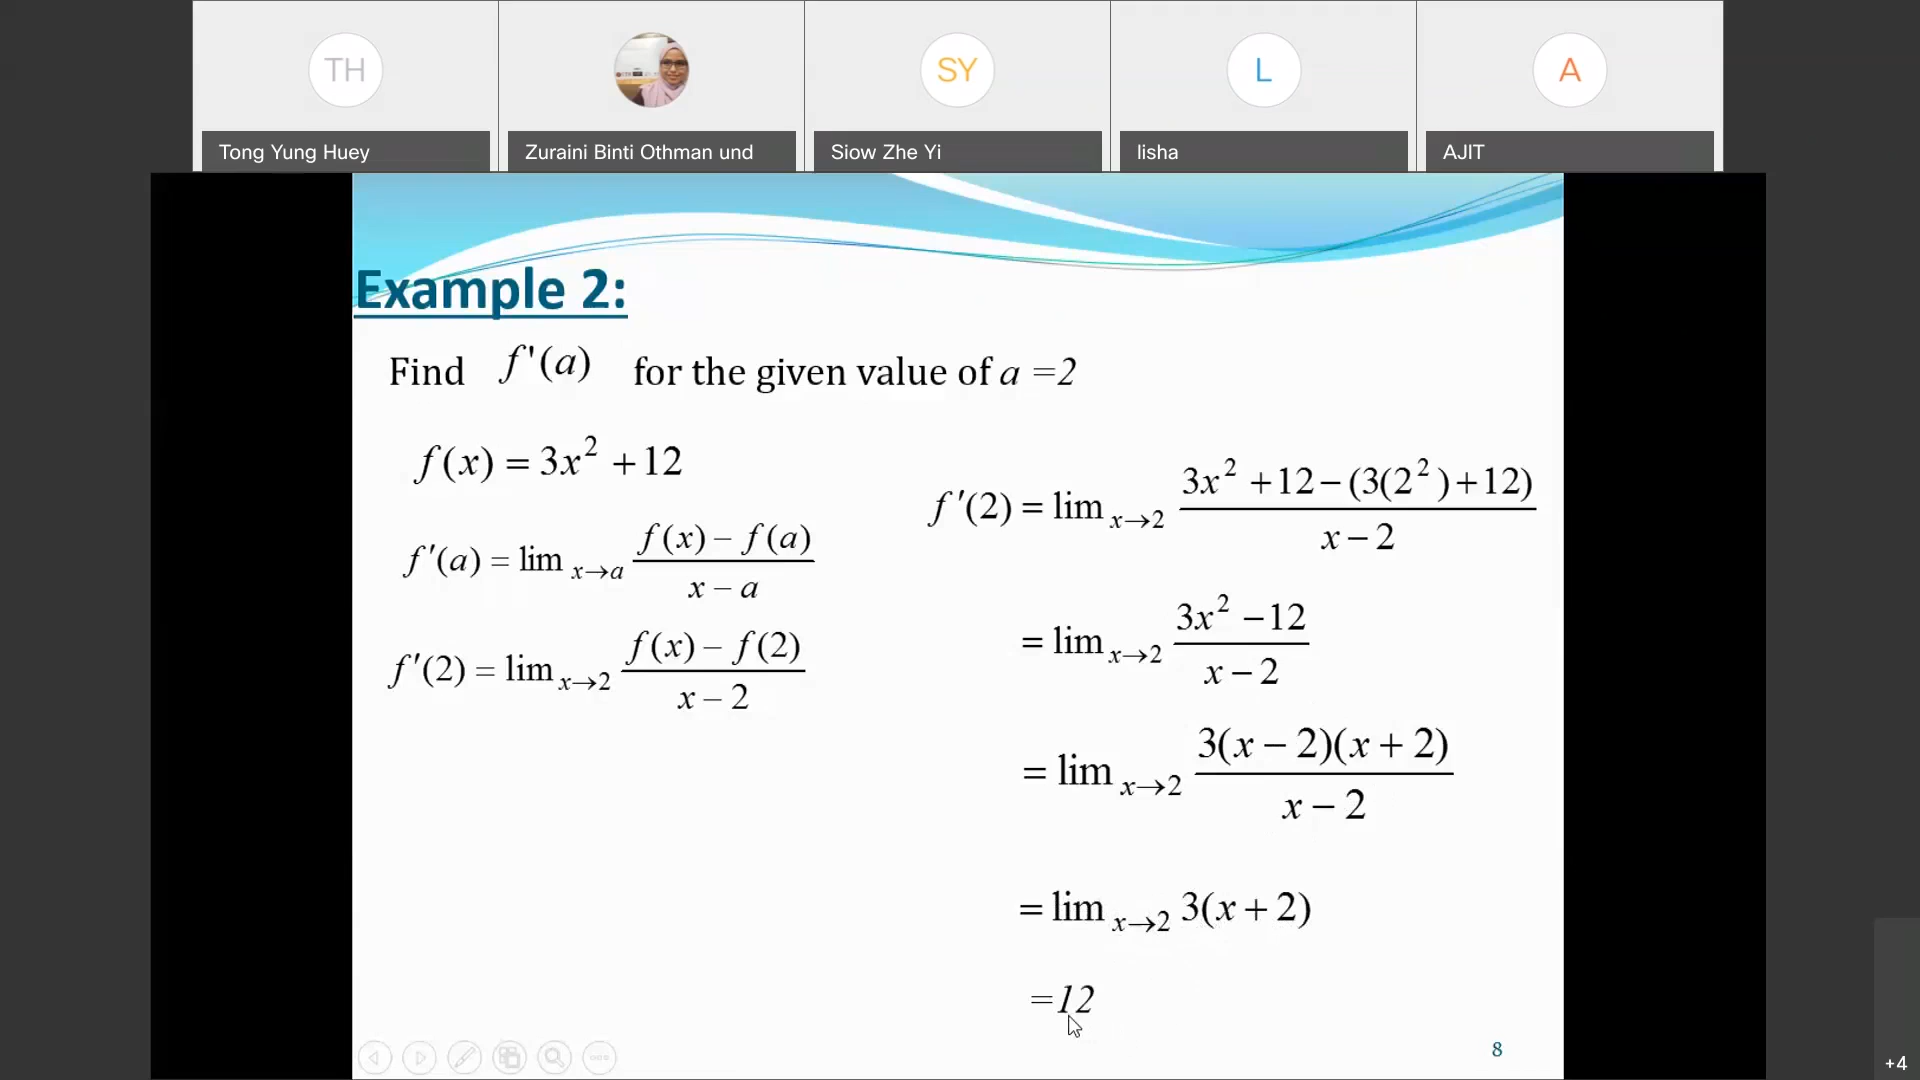 TH
SY
L
A
Tong Yung Huey
Zuraini Binti Othman und
Siow Zhe Yi
lisha
AJIT
Example 2:
Find f'(a) for the given value of a =2
f(x) = 3x² +12
f′(a) = lim x→a (f(x) − f(a)) / (x − a)
f′(2) = lim x→2 (f(x) − f(2)) / (x − 2)
f′(2) = lim x→2 (3x² +12−(3(2²)+12)) / (x−2)
= lim x→2 (3x² −12) / (x−2)
= lim x→2 (3(x−2)(x+2)) / (x−2)
= lim x→2 3(x+2)
=12
8
+4